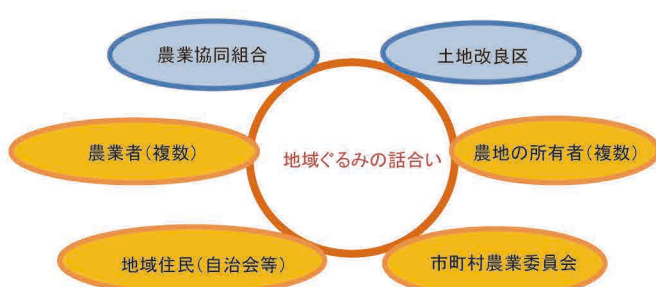 農業協同組合
土地改良区
農業者(複数)
地域ぐるみの話合い
農地の所有者(複数)
地域住民(自治会等)
市町村農業委員会